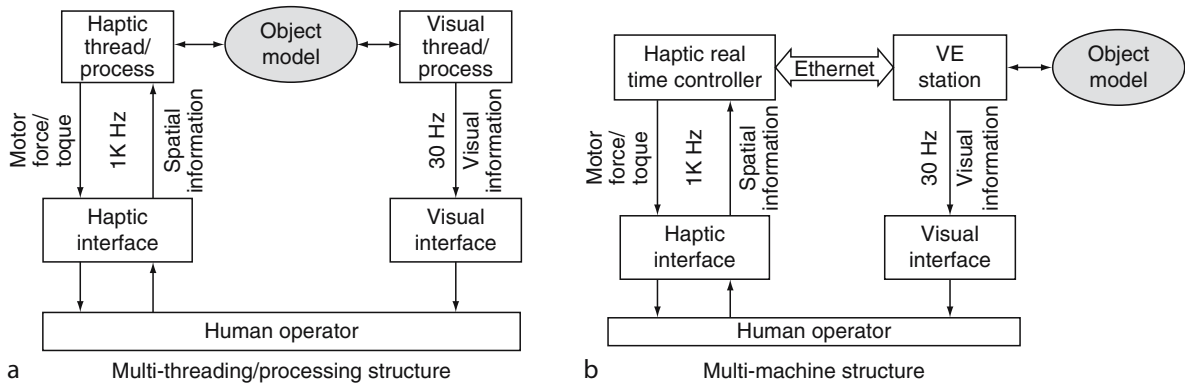 Haptic
thread/
process
Object
model
Visual
thread/
process
Motor
force/
toque
1K Hz
Spatial
information
30 Hz
Visual
information
Haptic
interface
Visual
interface
Human operator
a
Multi-threading/processing structure
Haptic real
time controller
Ethernet
VE
station
Object
model
Motor
force/
toque
1K Hz
Spatial
information
30 Hz
Visual
information
Haptic
interface
Visual
interface
Human operator
b
Multi-machine structure